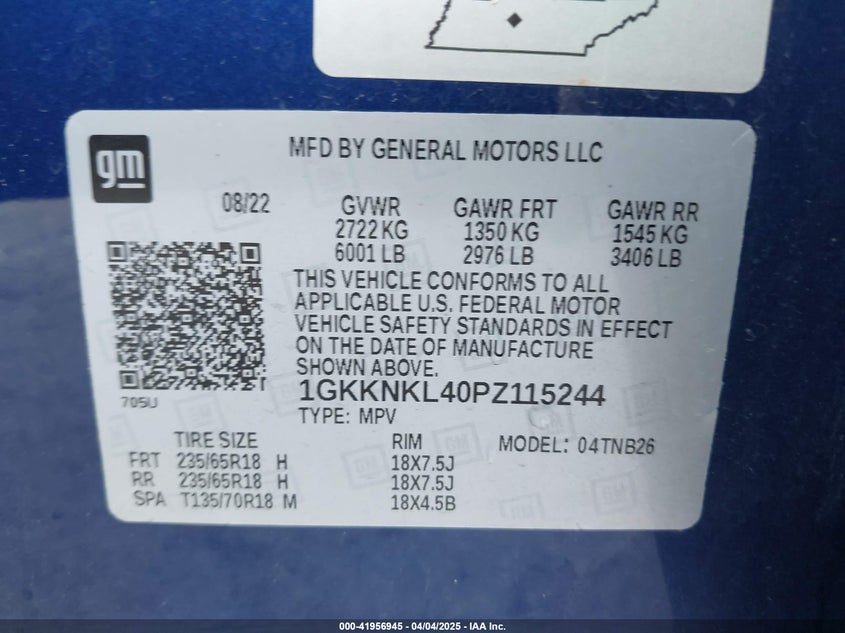 gm
MFD BY GENERAL MOTORS LLC
08/22 GVWR GAWR FRT GAWR RR
2722 KG 1350 KG 1545 KG
6001 LB 2976 LB 3406 LB
THIS VEHICLE CONFORMS TO ALL
APPLICABLE U.S. FEDERAL MOTOR
VEHICLE SAFETY STANDARDS IN EFFECT
ON THE DATE OF MANUFACTURE
SHOWN ABOVE.
705U
1GKKNKL40PZ115244
TYPE: MPV
TIRE SIZE RIM MODEL: 04TNB26
FRT 235/65R18 H 18X7.5J
RR 235/65R18 H 18X7.5J
SPA T135/70R18 M 18X4.5B
000-41956945 - 04/04/2025 - IAA Inc.